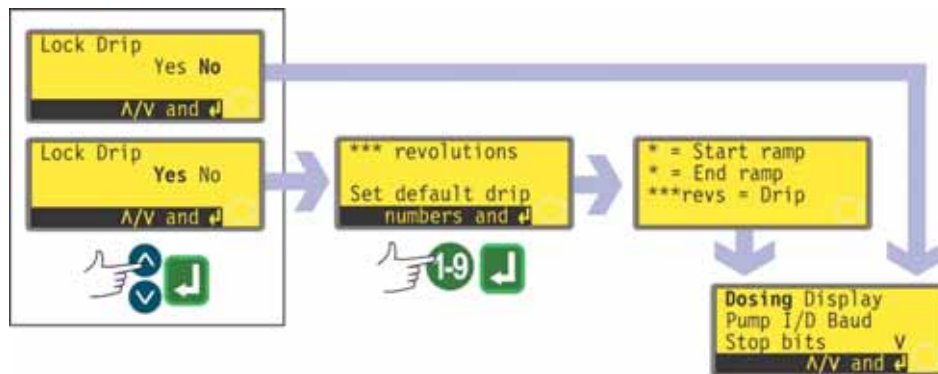 Lock Drip
Yes No
∧/∨ and ↵
Lock Drip
Yes No
∧/∨ and ↵
*** revolutions
Set default drip
numbers and ↵
1-9
* = Start ramp
* = End ramp
***revs = Drip
Dosing Display
Pump I/D Baud
Stop bits ∨
∧/∨ and ↵